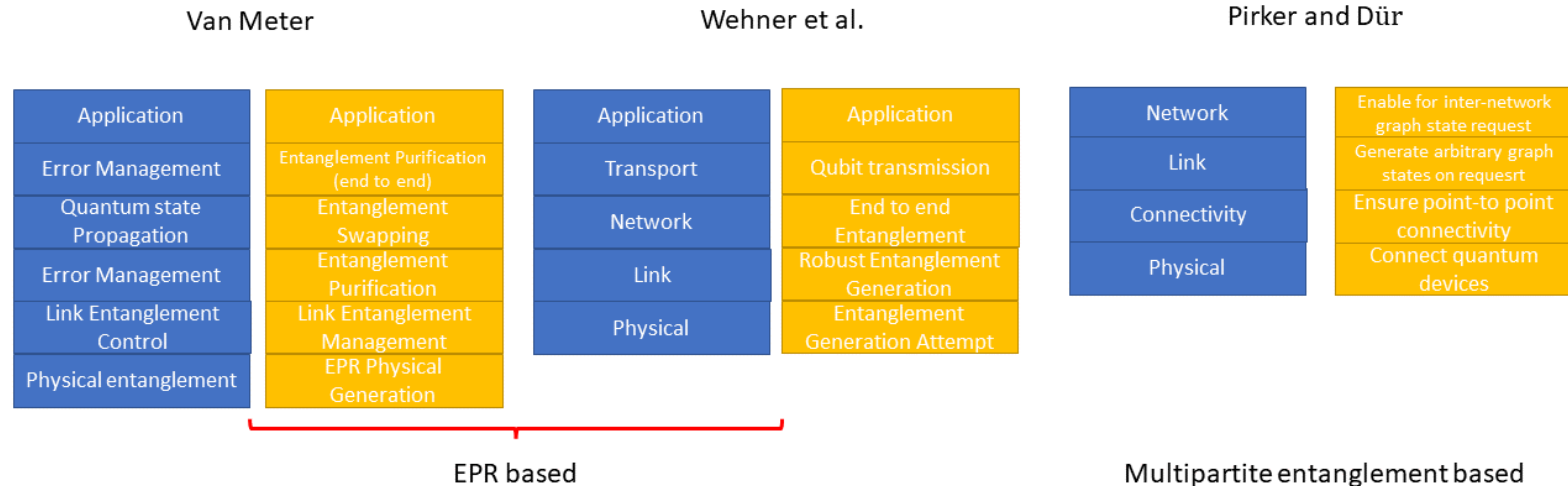 Van Meter
Wehner et al.
Pirker and Dür
Application
Error Management
Quantum state
Propagation
Error Management
Link Entanglement
Control
Physical entanglement
Application
Entanglement Purification
(end to end)
Entanglement
Swapping
Entanglement
Purification
Link Entanglement
Management
EPR Physical
Generation
Application
Transport
Network
Link
Physical
Application
Qubit transmission
End to end
Entanglement
Robust Entanglement
Generation
Entanglement
Generation Attempt
Network
Link
Connectivity
Physical
Enable for inter-network
graph state request
Generate arbitrary graph
states on requesrt
Ensure point-to point
connectivity
Connect quantum
devices
EPR based
Multipartite entanglement based